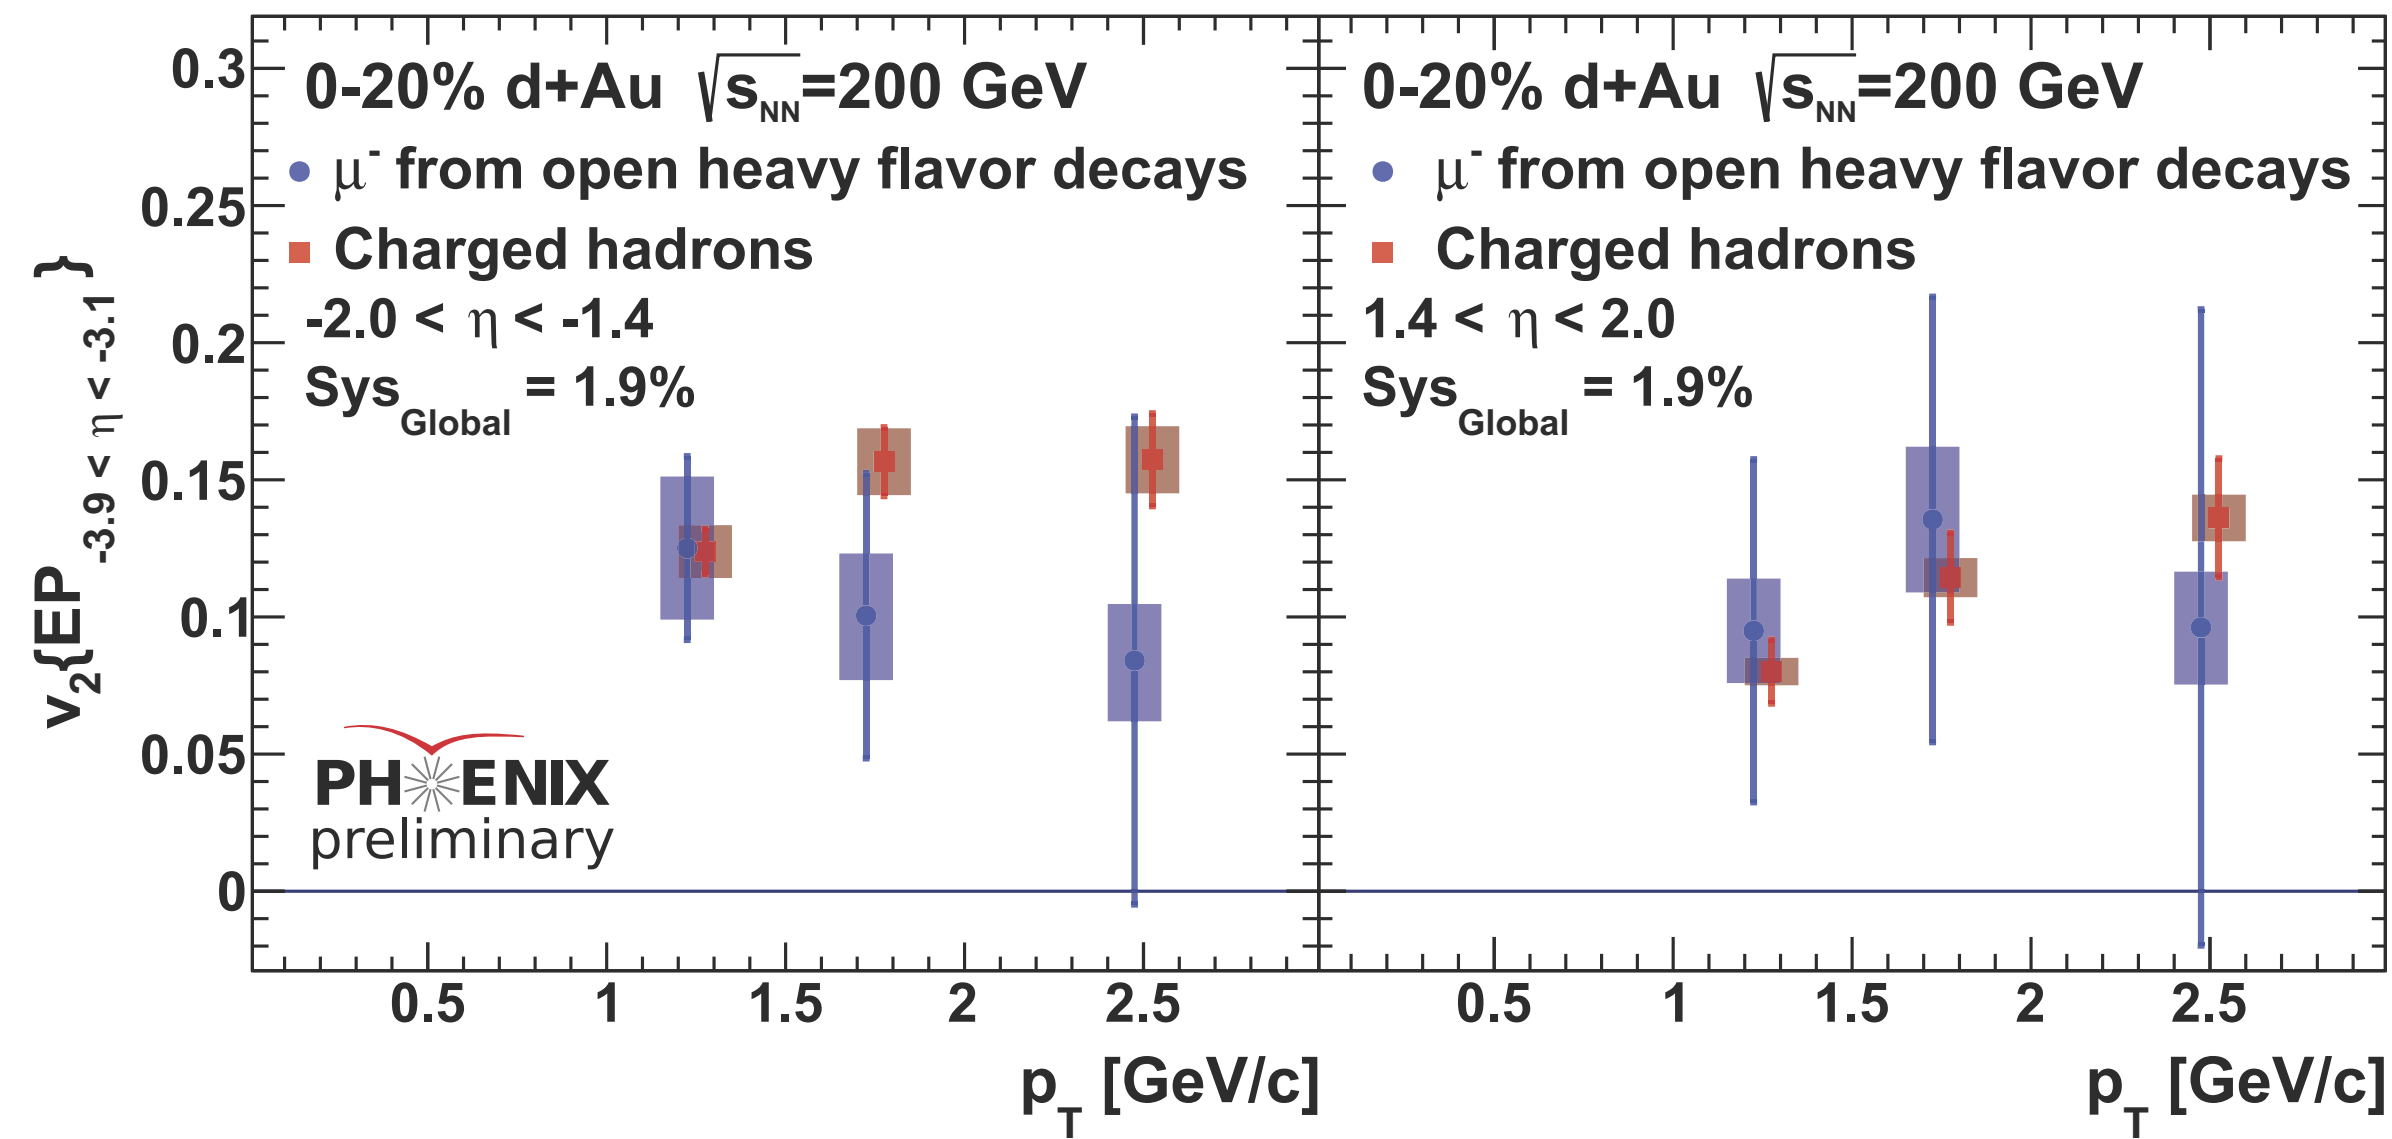 0-20% d+Au √s_NN=200 GeV
μ⁻ from open heavy flavor decays
Charged hadrons
-2.0 < η < -1.4
Sys_Global = 1.9%
0-20% d+Au √s_NN=200 GeV
μ⁻ from open heavy flavor decays
Charged hadrons
1.4 < η < 2.0
Sys_Global = 1.9%
v₂{EP_-3.9 < η < -3.1}
0.3
0.25
0.2
0.15
0.1
0.05
0
PHENIX
preliminary
0.5 1 1.5 2 2.5
0.5 1 1.5 2 2.5
p_T [GeV/c]
p_T [GeV/c]